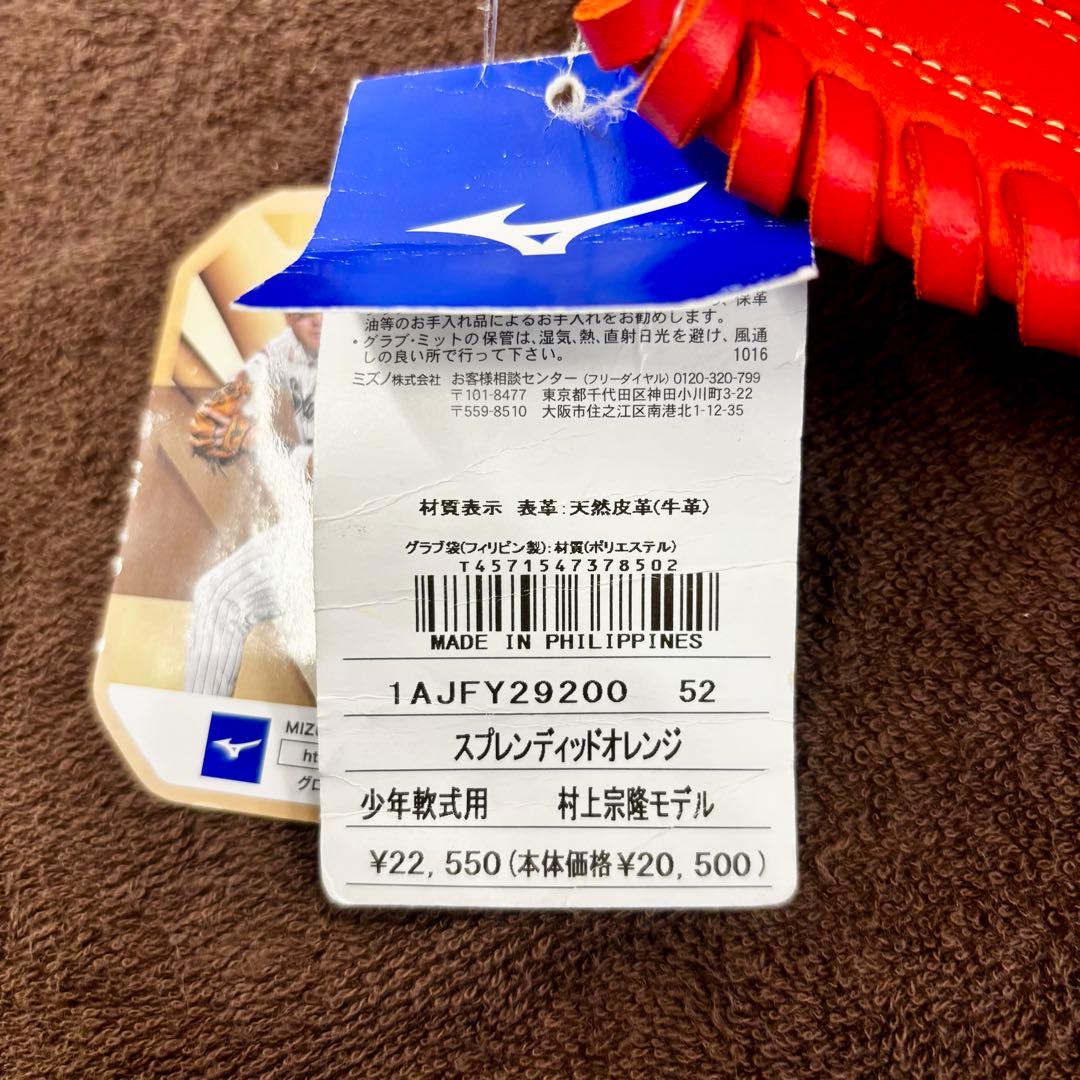 保革
油等のお手入れ品によるお手入れをお勧めします。
・グラブ・ミットの保管は、湿気、熱、直射日光を避け、風通
しの良い所で行って下さい。 1016
ミズノ株式会社 お客様相談センター (フリーダイヤル) 0120-320-799
〒101-8477 東京都千代田区神田小川町3-22
〒559-8510 大阪市住之江区南港北1-12-35
材質表示 表革:天然皮革(牛革)
グラブ袋(フィリピン製):材質(ポリエステル)
T4571547378502
MADE IN PHILIPPINES
1AJFY29200 52
スプレンディッドオレンジ
少年軟式用 村上宗隆モデル
¥22,550(本体価格¥20,500)
MIZ
ht
グロ